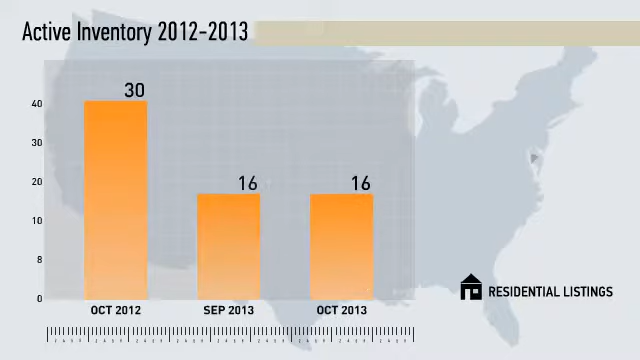 Active Inventory 2012-2013
30
40
30
20
16
16
10
8
0
OCT 2012
SEP 2013
OCT 2013
RESIDENTIAL LISTINGS